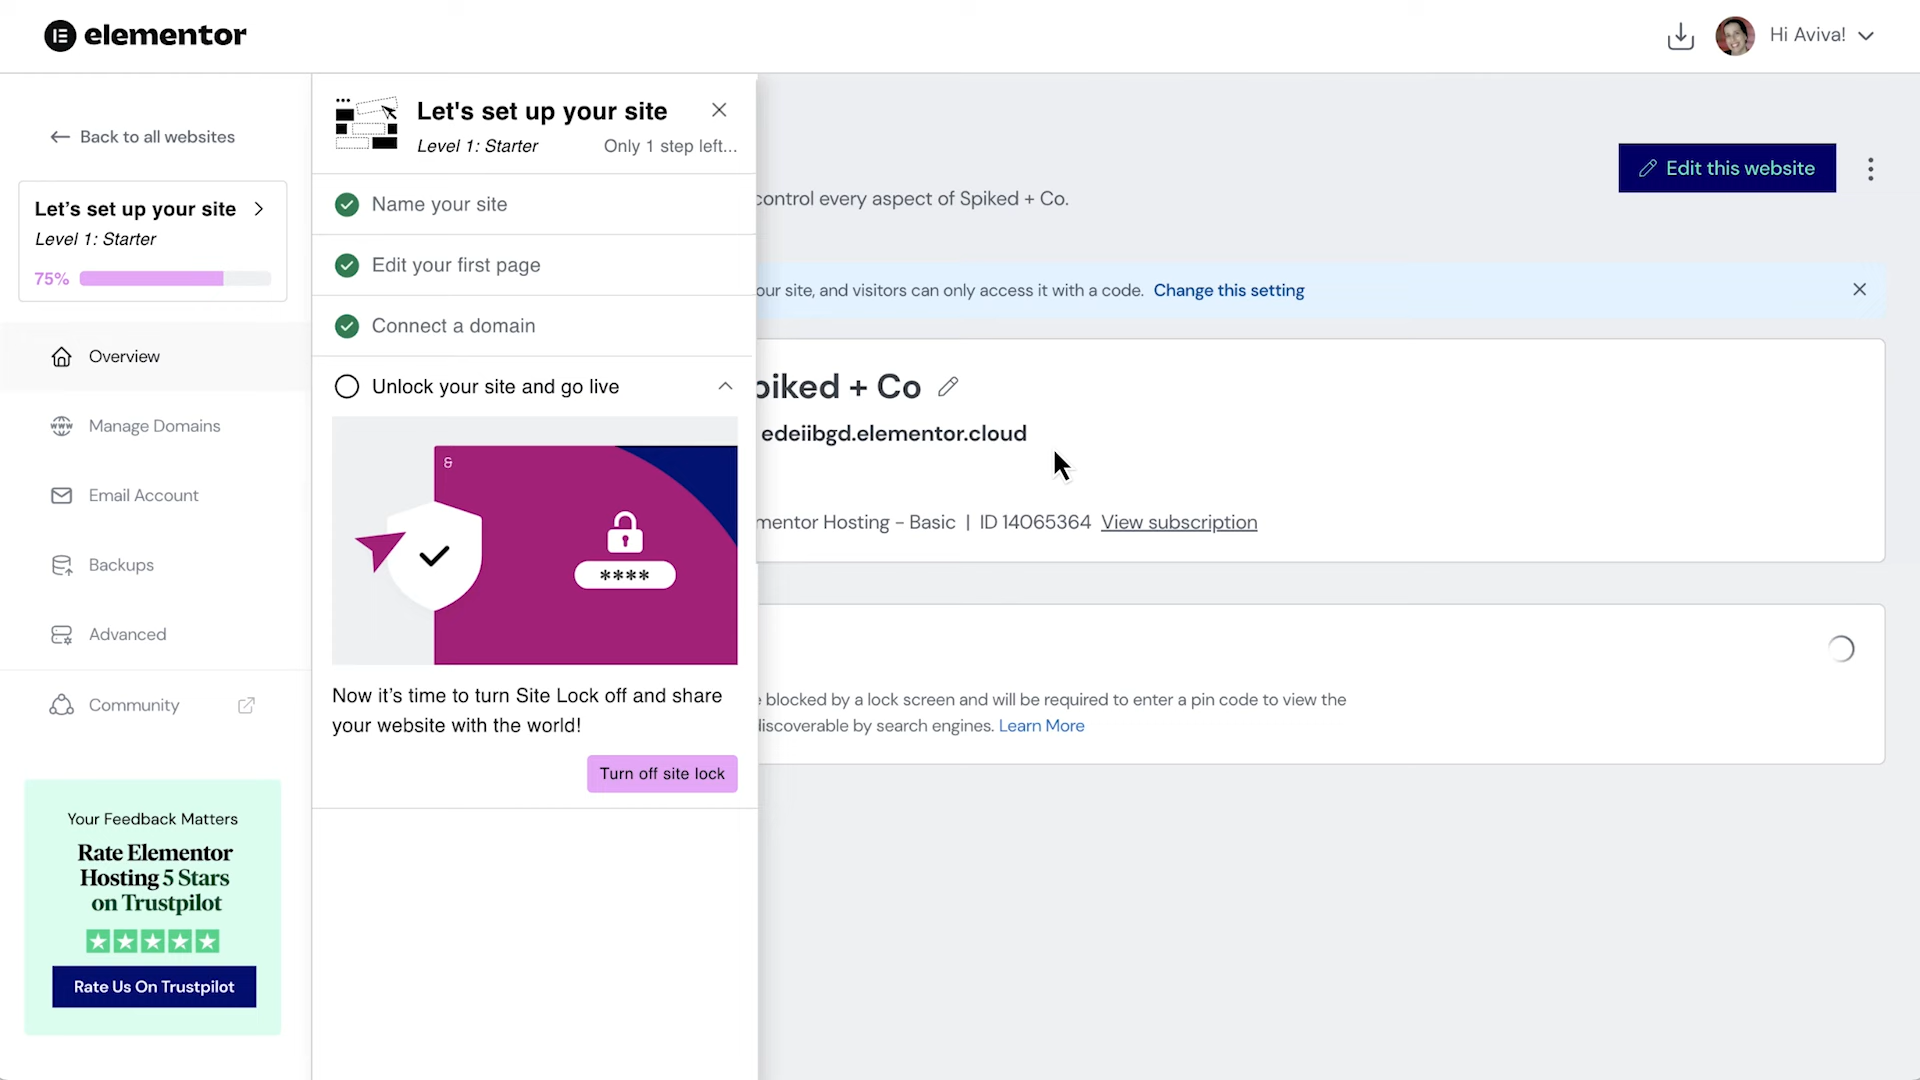 elementor
Hi Aviva!
Back to all websites
Let's set up your site
Level 1: Starter
75%
Overview
Manage Domains
Email Account
Backups
Advanced
Community
Your Feedback Matters
Rate Elementor
Hosting 5 Stars
on Trustpilot
Rate Us On Trustpilot
Let's set up your site
Level 1: Starter
Only 1 step left...
Name your site
Edit your first page
Connect a domain
Unlock your site and go live
&
****
Now it's time to turn Site Lock off and share
your website with the world!
Turn off site lock
Edit this website
control every aspect of Spiked + Co.
our site, and visitors can only access it with a code. Change this setting
piked + Co
edeiibgd.elementor.cloud
mentor Hosting - Basic | ID 14065364 View subscription
blocked by a lock screen and will be required to enter a pin code to view the
discoverable by search engines. Learn More